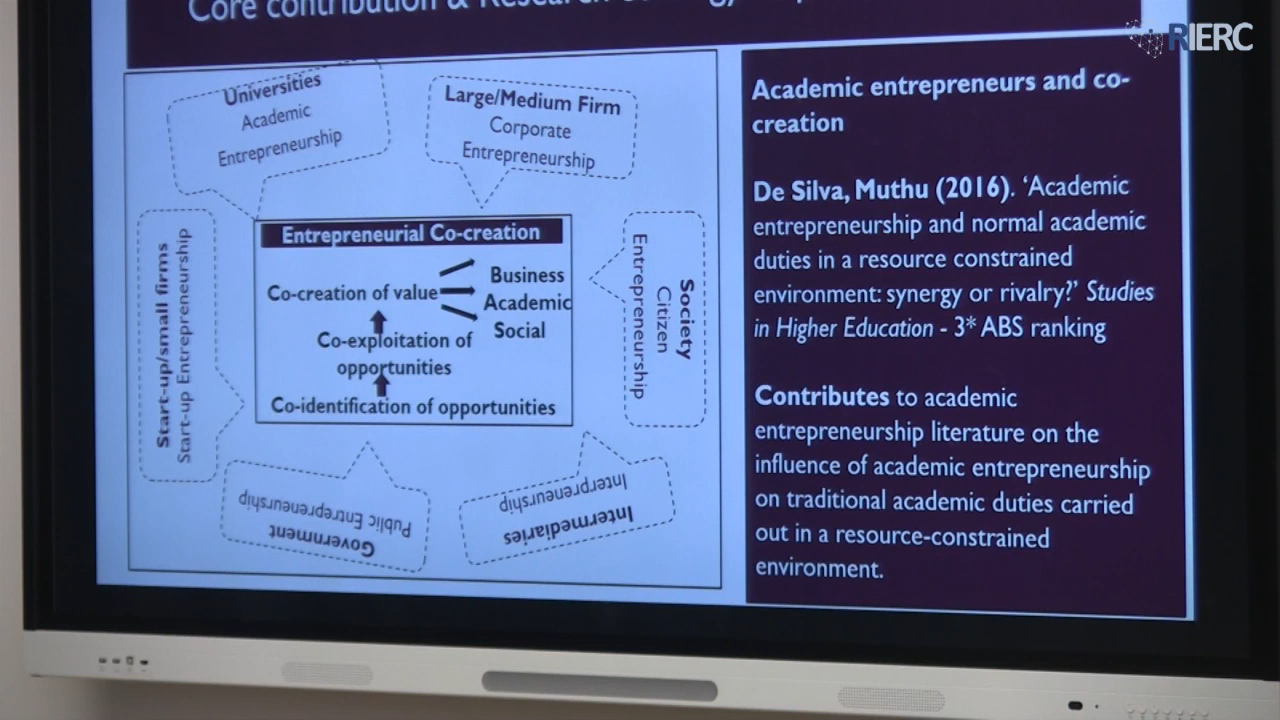 Core contribution & Research
RIERC
Universities
Academic
Entrepreneurship
Large/Medium Firm
Corporate
Entrepreneurship
Start-up/small firms
Start-up Entrepreneurship
Entrepreneurial Co-creation
Co-creation of value
Business
Academic
Social
Co-exploitation of
opportunities
Co-identification of opportunities
Society
Citizen
Entrepreneurship
Government
Public Entrepreneurship
Intermediaries
Interpreneurship
Academic entrepreneurs and co-
creation
De Silva, Muthu (2016). ‘Academic
entrepreneurship and normal academic
duties in a resource constrained
environment: synergy or rivalry?’ Studies
in Higher Education - 3* ABS ranking
Contributes to academic
entrepreneurship literature on the
influence of academic entrepreneurship
on traditional academic duties carried
out in a resource-constrained
environment.